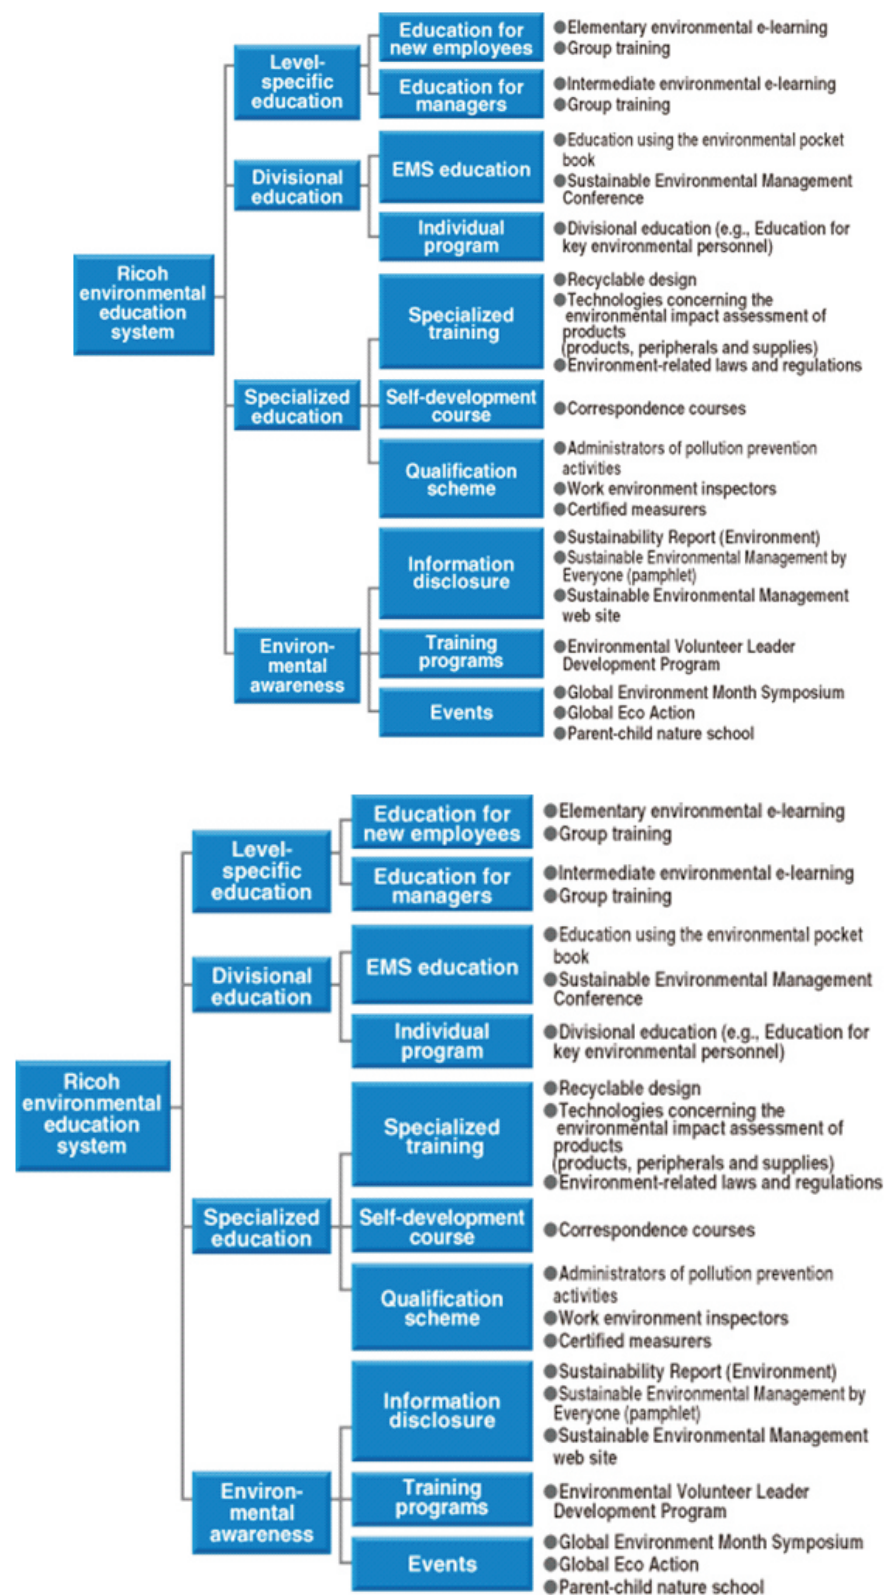 Ricoh
environmental
education
system
Level-
specific
education
Education for
new employees
●Elementary environmental e-learning
●Group training
Education for
managers
●Intermediate environmental e-learning
●Group training
Divisional
education
EMS education
●Education using the environmental pocket
book
●Sustainable Environmental Management
Conference
Individual
program
●Divisional education (e.g., Education for
key environmental personnel)
Specialized
education
Specialized
training
●Recyclable design
●Technologies concerning the
environmental impact assessment of
products
(products, peripherals and supplies)
●Environment-related laws and regulations
Self-development
course
●Correspondence courses
Qualification
scheme
●Administrators of pollution prevention
activities
●Work environment inspectors
●Certified measurers
Environ-
mental
awareness
Information
disclosure
●Sustainability Report (Environment)
●Sustainable Environmental Management by
Everyone (pamphlet)
●Sustainable Environmental Management
web site
Training
programs
●Environmental Volunteer Leader
Development Program
Events
●Global Environment Month Symposium
●Global Eco Action
●Parent-child nature school
Ricoh
environmental
education
system
Level-
specific
education
Education for
new employees
●Elementary environmental e-learning
●Group training
Education for
managers
●Intermediate environmental e-learning
●Group training
Divisional
education
EMS education
●Education using the environmental pocket
book
●Sustainable Environmental Management
Conference
Individual
program
●Divisional education (e.g., Education for
key environmental personnel)
Specialized
education
Specialized
training
●Recyclable design
●Technologies concerning the
environmental impact assessment of
products
(products, peripherals and supplies)
●Environment-related laws and regulations
Self-development
course
●Correspondence courses
Qualification
scheme
●Administrators of pollution prevention
activities
●Work environment inspectors
●Certified measurers
Environ-
mental
awareness
Information
disclosure
●Sustainability Report (Environment)
●Sustainable Environmental Management by
Everyone (pamphlet)
●Sustainable Environmental Management
web site
Training
programs
●Environmental Volunteer Leader
Development Program
Events
●Global Environment Month Symposium
●Global Eco Action
●Parent-child nature school